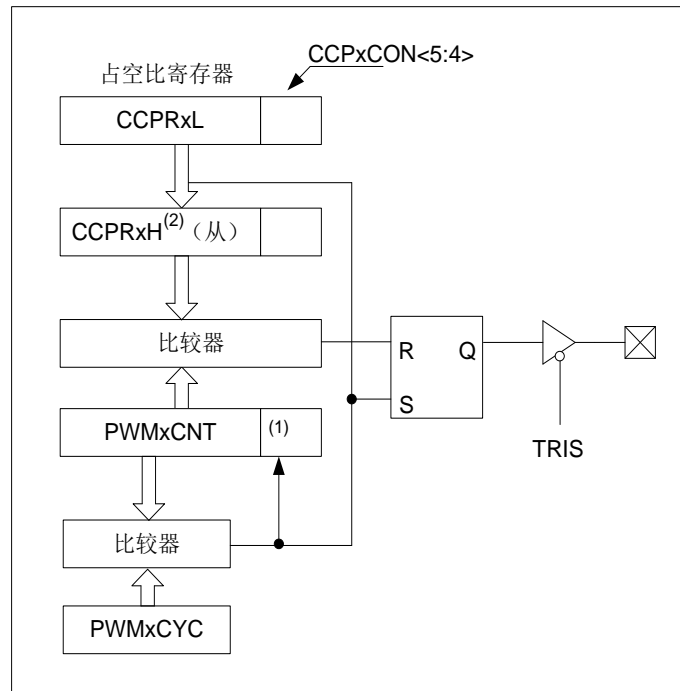 CCPxCON<5:4>
占空比寄存器
CCPRxL
CCPRxH(2)（从）
比较器
R Q
S
PWMxCNT (1)
TRIS
比较器
PWMxCYC